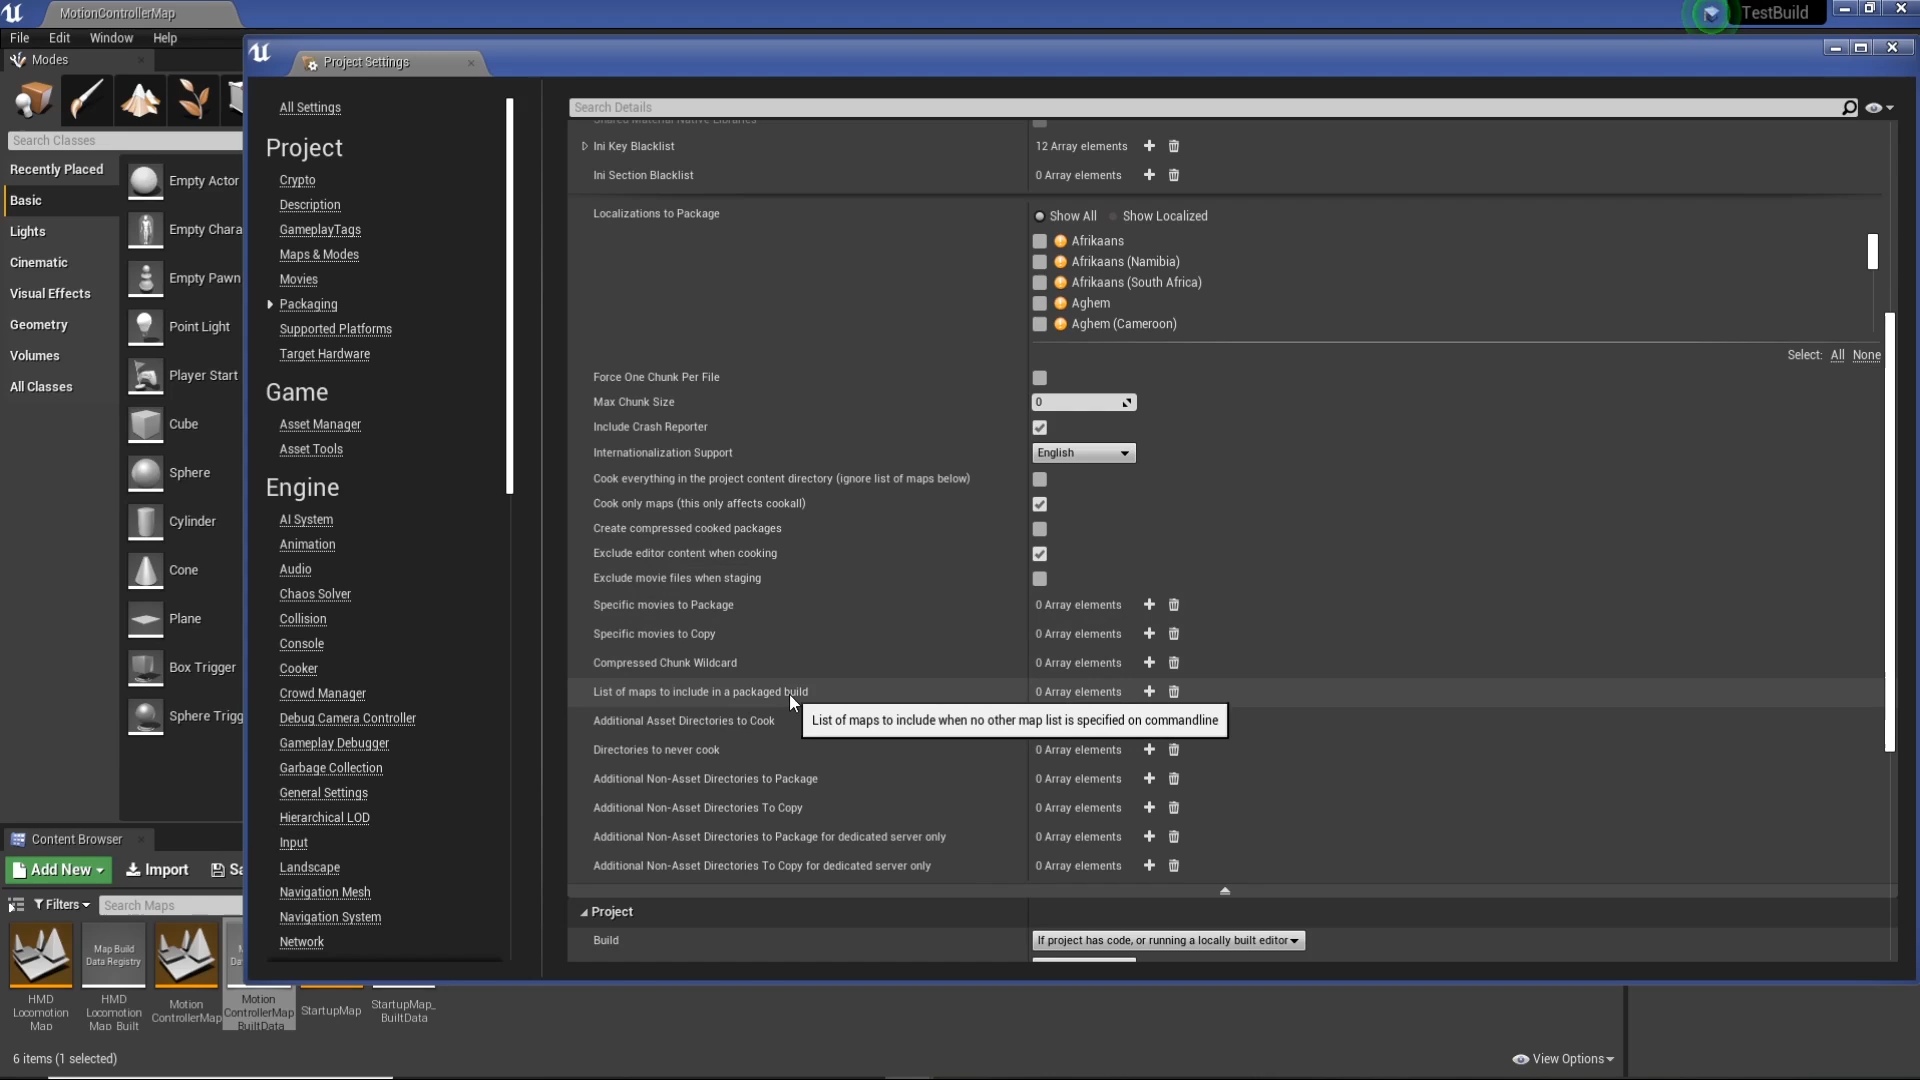 MotionControllerMap
TestBuild
File Edit Window Help
Modes
Project Settings
Search Classes
Recently Placed
Basic
Lights
Cinematic
Visual Effects
Geometry
Volumes
All Classes
Empty Actor
Empty Chara
Empty Pawn
Point Light
Player Start
Cube
Sphere
Cylinder
Cone
Plane
Box Trigger
Sphere Trigg
All Settings
Project
Crypto
Description
GameplayTags
Maps & Modes
Movies
Packaging
Supported Platforms
Target Hardware
Game
Asset Manager
Asset Tools
Engine
AI System
Animation
Audio
Chaos Solver
Collision
Console
Cooker
Crowd Manager
Debug Camera Controller
Gameplay Debugger
Garbage Collection
General Settings
Hierarchical LOD
Input
Landscape
Navigation Mesh
Navigation System
Network
Search Details
Shared Material Native Libraries
Ini Key Blacklist 12 Array elements
Ini Section Blacklist 0 Array elements
Localizations to Package Show All Show Localized
Afrikaans
Afrikaans (Namibia)
Afrikaans (South Africa)
Aghem
Aghem (Cameroon)
Select: All None
Force One Chunk Per File
Max Chunk Size 0
Include Crash Reporter
Internationalization Support English
Cook everything in the project content directory (ignore list of maps below)
Cook only maps (this only affects cookall)
Create compressed cooked packages
Exclude editor content when cooking
Exclude movie files when staging
Specific movies to Package 0 Array elements
Specific movies to Copy 0 Array elements
Compressed Chunk Wildcard 0 Array elements
List of maps to include in a packaged build 0 Array elements
Additional Asset Directories to Cook
List of maps to include when no other map list is specified on commandline
Directories to never cook 0 Array elements
Additional Non-Asset Directories to Package 0 Array elements
Additional Non-Asset Directories To Copy 0 Array elements
Additional Non-Asset Directories to Package for dedicated server only 0 Array elements
Additional Non-Asset Directories To Copy for dedicated server only 0 Array elements
Project
Build If project has code, or running a locally built editor
Content Browser
Add New Import Sa
Filters Search Maps
Map Build
Data Registry
M
Da
HMD
Locomotion
Map
HMD
Locomotion
Map Built
Motion
ControllerMap
Motion
ControllerMap
BuiltData
StartupMap
StartupMap_
BuiltData
6 items (1 selected)
View Options